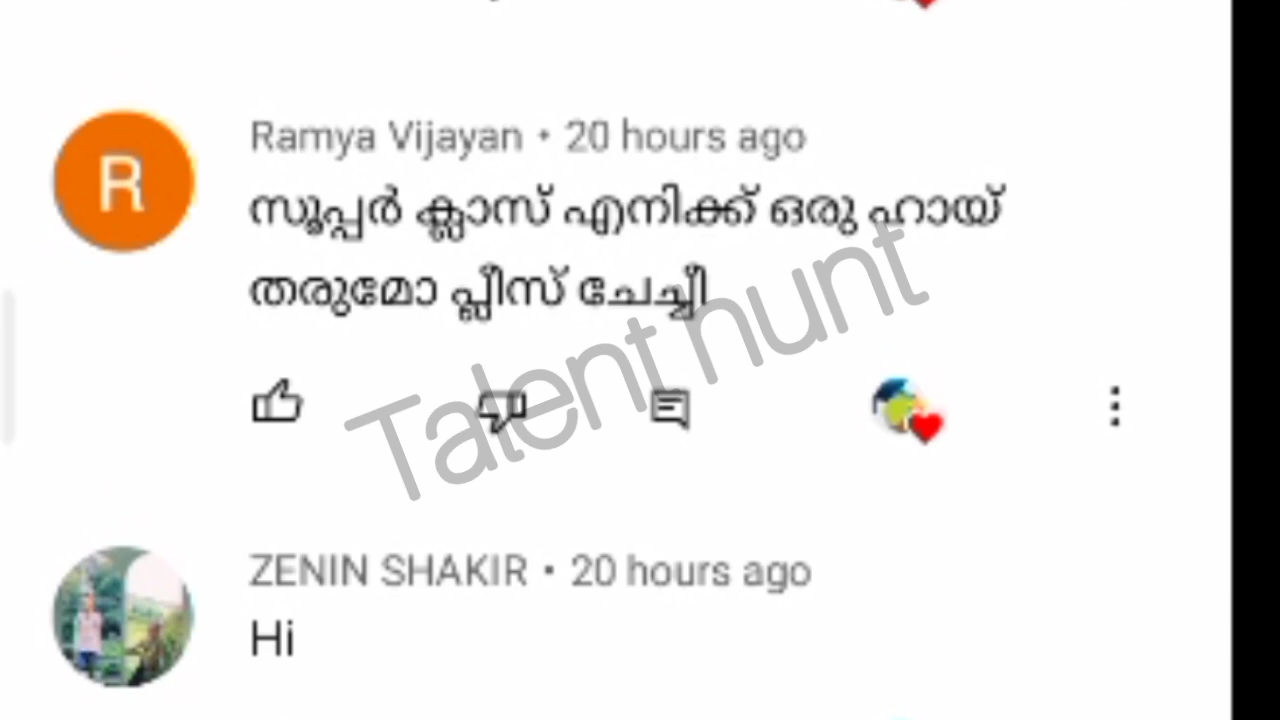 R
Ramya Vijayan • 20 hours ago
സൂപ്പർ ക്ലാസ് എനിക്ക് ഒരു ഹായ്
തരുമോ പ്ലീസ് ചേച്ചീ
Talent hunt
ZENIN SHAKIR • 20 hours ago
Hi